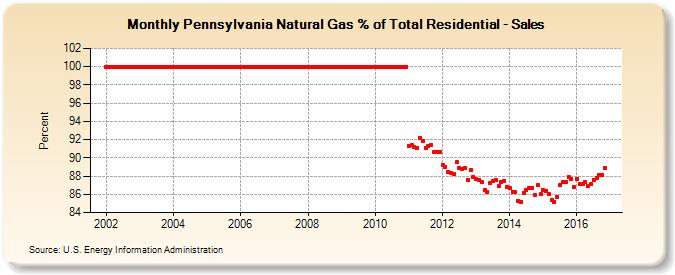 Monthly Pennsylvania Natural Gas % of Total Residential - Sales
Percent
102
100
98
96
94
92
90
88
86
84
2002 2004 2006 2008 2010 2012 2014 2016
Source: U.S. Energy Information Administration